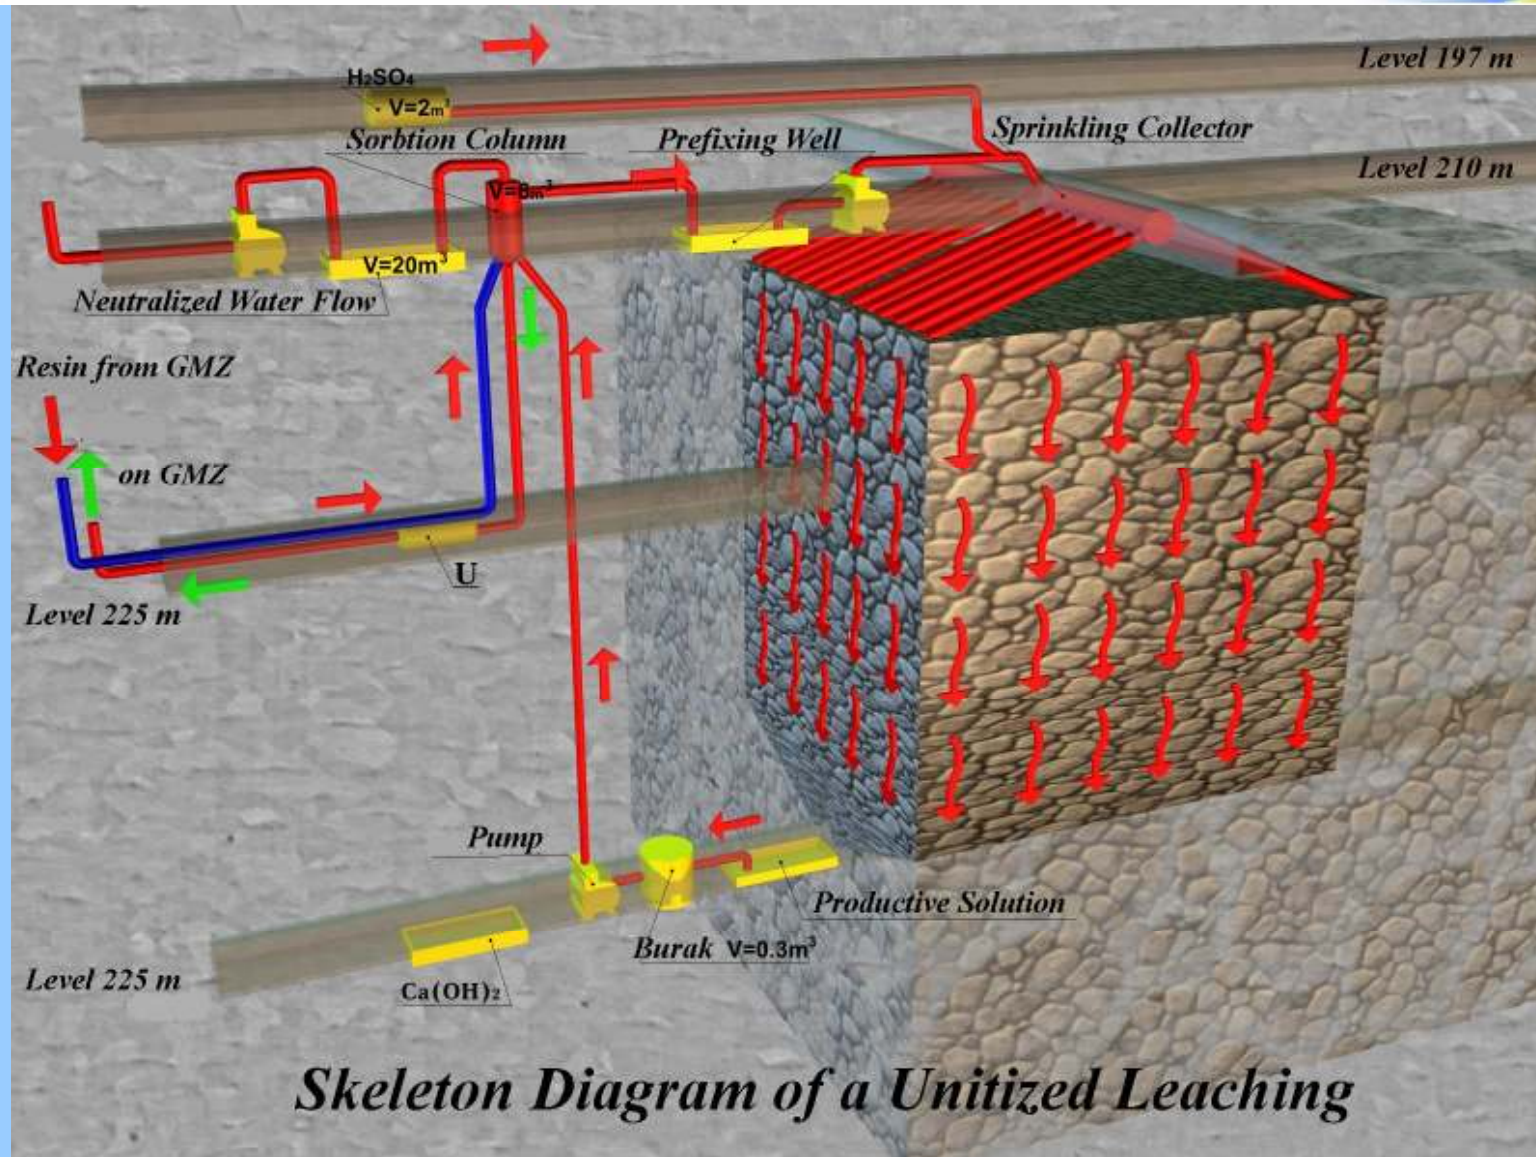 Level 197 m
H₂SO₄
V=2m³
Sorbtion Column
Prefixing Well
Sprinkling Collector
Level 210 m
V=8m³
V=20m³
Neutralized Water Flow
Resin from GMZ
on GMZ
U
Level 225 m
Pump
Productive Solution
Burak V=0.3m³
Level 225 m
Ca(OH)₂
Skeleton Diagram of a Unitized Leaching